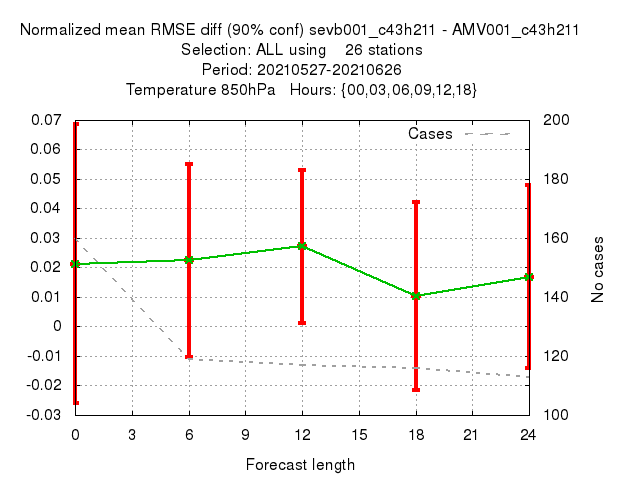 Normalized mean RMSE diff (90% conf) sevb001_c43h211 - AMV001_c43h211
Selection: ALL using    26 stations
Period: 20210527-20210626
Temperature 850hPa   Hours: {00,03,06,09,12,18}
Cases
0.07
0.06
0.05
0.04
0.03
0.02
0.01
0
-0.01
-0.02
-0.03
200
180
160
140
120
100
No cases
0 3 6 9 12 15 18 21 24
Forecast length